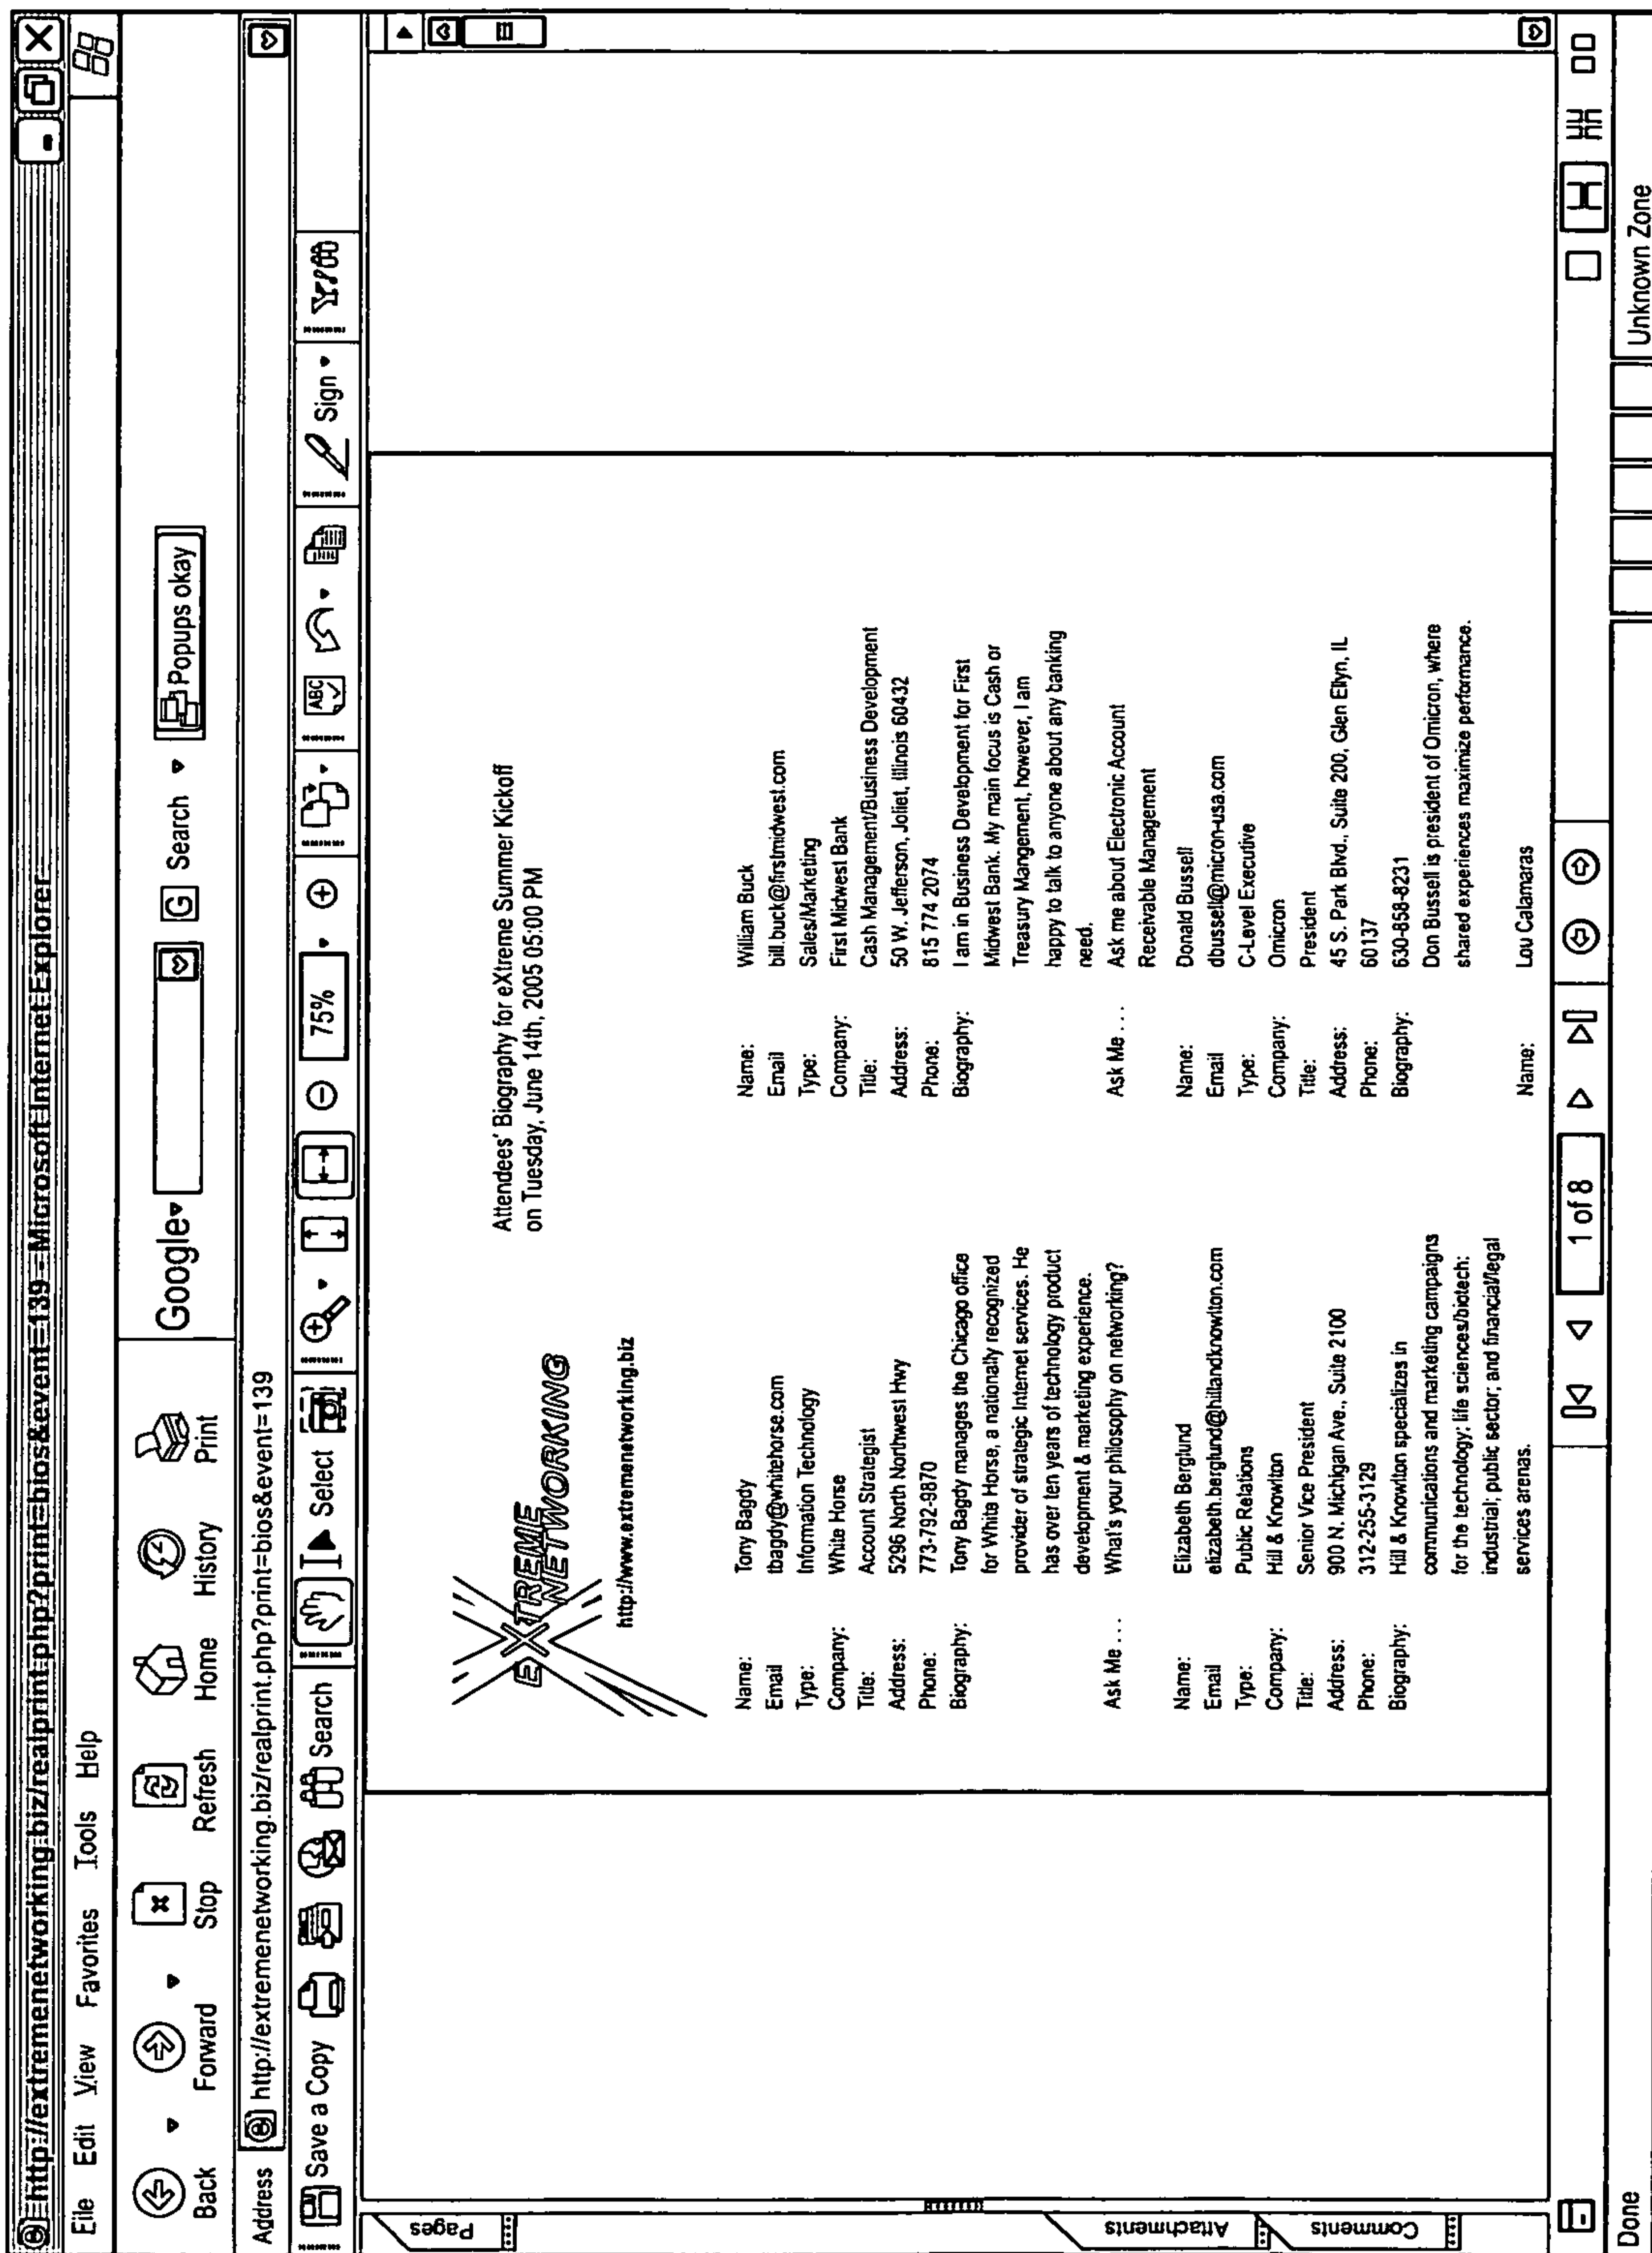 http://extremenetworking.biz/realprint.php?print=bios&event=139 - Microsoft Internet Explorer
File Edit View Favorites Tools Help
Back Forward Stop Refresh Home History Print
Google Search Popups okay
Address http://extremenetworking.biz/realprint.php?print=bios&event=139
Save a Copy Search Select 75% ABC Sign Y!
Pages
Attachments
Comments
eXTREME
NETWORKING
http://www.extremenetworking.biz
Attendees' Biography for eXtreme Summer Kickoff
on Tuesday, June 14th, 2005 05:00 PM
Name: Tony Bagdy
Email tbagdy@whitehorse.com
Type: Information Technology
Company: White Horse
Title: Account Strategist
Address: 5296 North Northwest Hwy
Phone: 773-792-9870
Biography: Tony Bagdy manages the Chicago office
for White Horse, a nationally recognized
provider of strategic Internet services. He
has over ten years of technology product
development & marketing experience.
Ask Me . . . What's your philosophy on networking?
Name: Elizabeth Berglund
Email elizabeth.berglund@hillandknowlton.com
Type: Public Relations
Company: Hill & Knowlton
Title: Senior Vice President
Address: 900 N. Michigan Ave., Suite 2100
Phone: 312-255-3129
Biography: Hill & Knowlton specializes in
communications and marketing campaigns
for the technology; life sciences/biotech;
industrial; public sector; and financial/legal
services arenas.
Name: William Buck
Email bill.buck@firstmidwest.com
Type: Sales/Marketing
Company: First Midwest Bank
Title: Cash Management/Business Development
Address: 50 W. Jefferson, Joliet, Illinois 60432
Phone: 815 774 2074
Biography: I am in Business Development for First
Midwest Bank. My main focus is Cash or
Treasury Mangement, however, I am
happy to talk to anyone about any banking
need.
Ask Me . . . Ask me about Electronic Account
Receivable Management
Name: Donald Bussell
Email dbussell@micron-usa.com
Type: C-Level Executive
Company: Omicron
Title: President
Address: 45 S. Park Blvd., Suite 200, Glen Ellyn, IL
60137
Phone: 630-858-8231
Biography: Don Bussell is president of Omicron, where
shared experiences maximize performance.
Name: Lou Calamaras
1 of 8
Done Unknown Zone